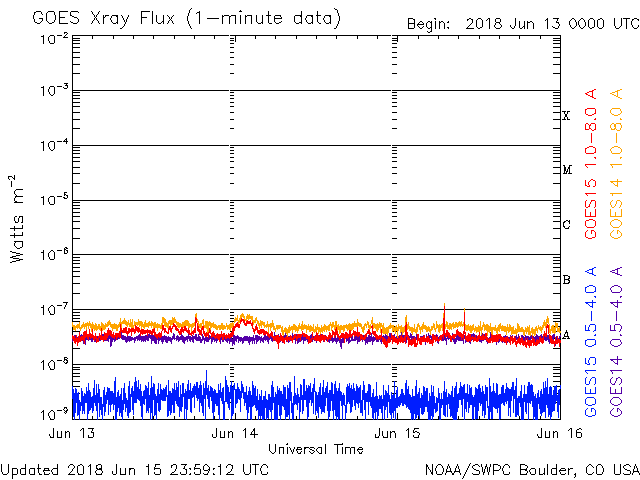 GOES Xray Flux (1-minute data)
Begin: 2018 Jun 13 0000 UTC
10⁻²
10⁻³
10⁻⁴
10⁻⁵
10⁻⁶
10⁻⁷
10⁻⁸
10⁻⁹
Watts m⁻²
X
M
C
B
A
GOES15 1.0-8.0 A
GOES14 1.0-8.0 A
GOES15 0.5-4.0 A
GOES14 0.5-4.0 A
Jun 13 Jun 14 Jun 15 Jun 16
Universal Time
Updated 2018 Jun 15 23:59:12 UTC
NOAA/SWPC Boulder, CO USA